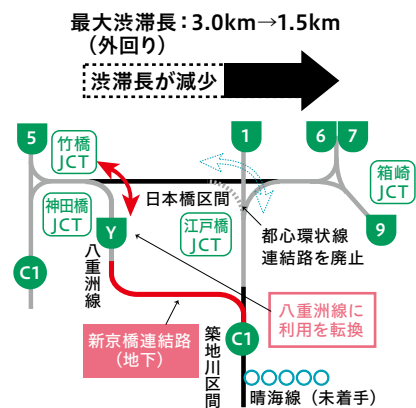 最大渋滞長：3.0km→1.5km
（外回り）
渋滞長が減少
5
竹橋
JCT
1
6
7
箱崎
JCT
神田橋
JCT
日本橋区間
江戸橋
JCT
9
Y
都心環状線
連絡路を廃止
C1
八重洲線
八重洲線に
利用を転換
新京橋連絡路
（地下）
築地川区間
C1
晴海線（未着手）